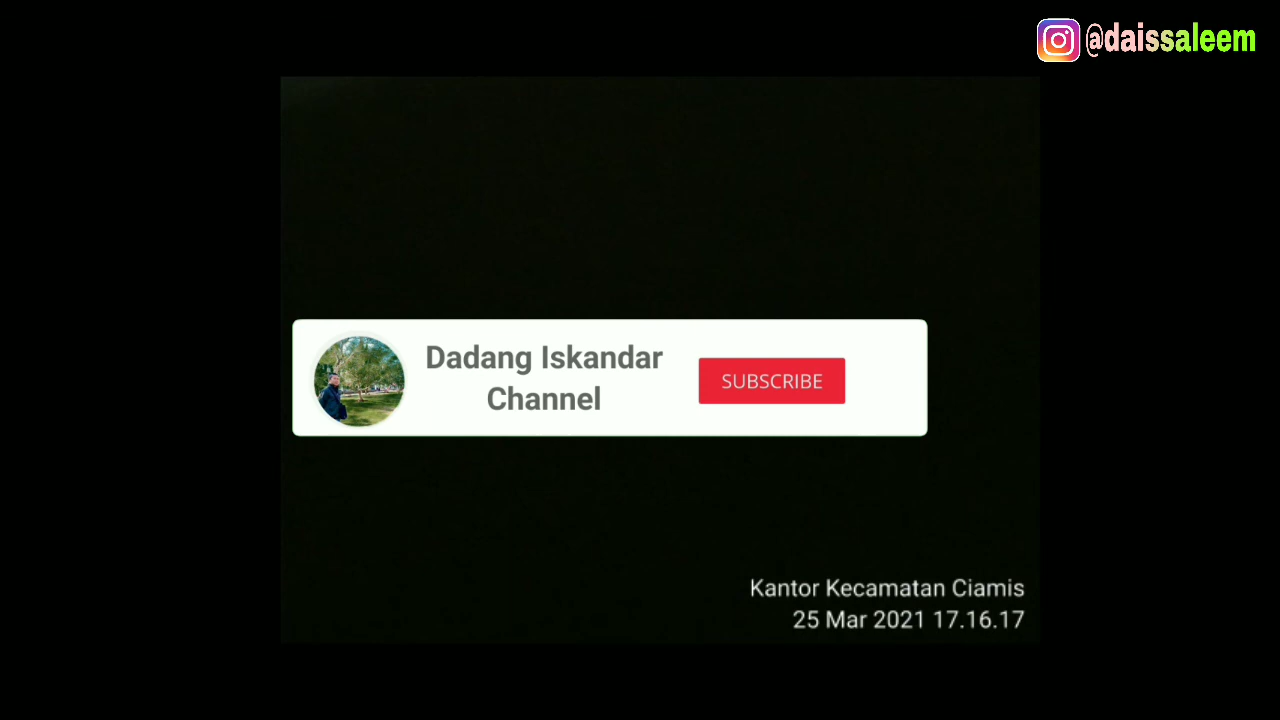 @daissaleem
Dadang Iskandar
Channel
SUBSCRIBE
Kantor Kecamatan Ciamis
25 Mar 2021 17.16.17